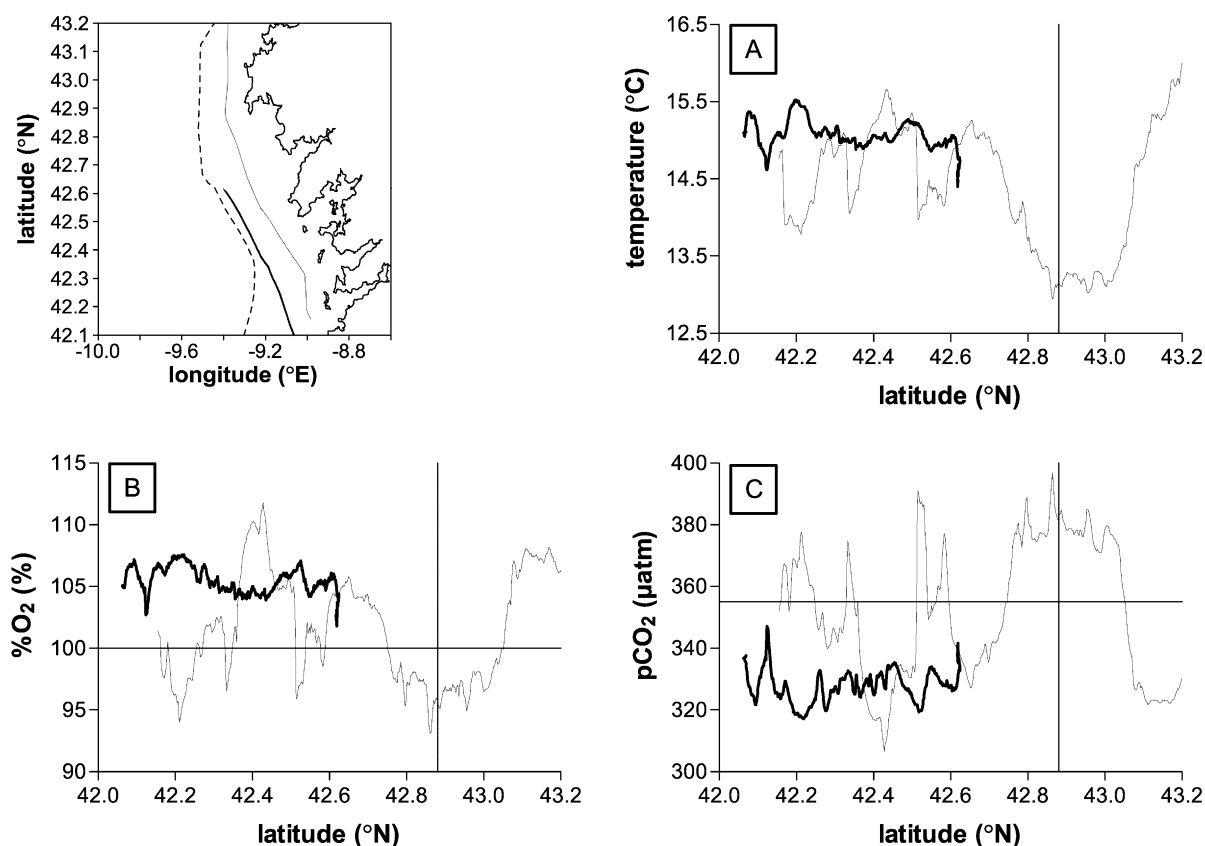 43.2
43.1
43.0
42.9
42.8
42.7
42.6
42.5
42.4
42.3
42.2
42.1
latitude (°N)
-10.0 -9.6 -9.2 -8.8
longitude (°E)
A
16.5
15.5
14.5
13.5
12.5
temperature (°C)
42.0 42.2 42.4 42.6 42.8 43.0 43.2
latitude (°N)
B
115
110
105
100
95
90
%O₂ (%)
42.0 42.2 42.4 42.6 42.8 43.0 43.2
latitude (°N)
C
400
380
360
340
320
300
pCO₂ (µatm)
42.0 42.2 42.4 42.6 42.8 43.0 43.2
latitude (°N)